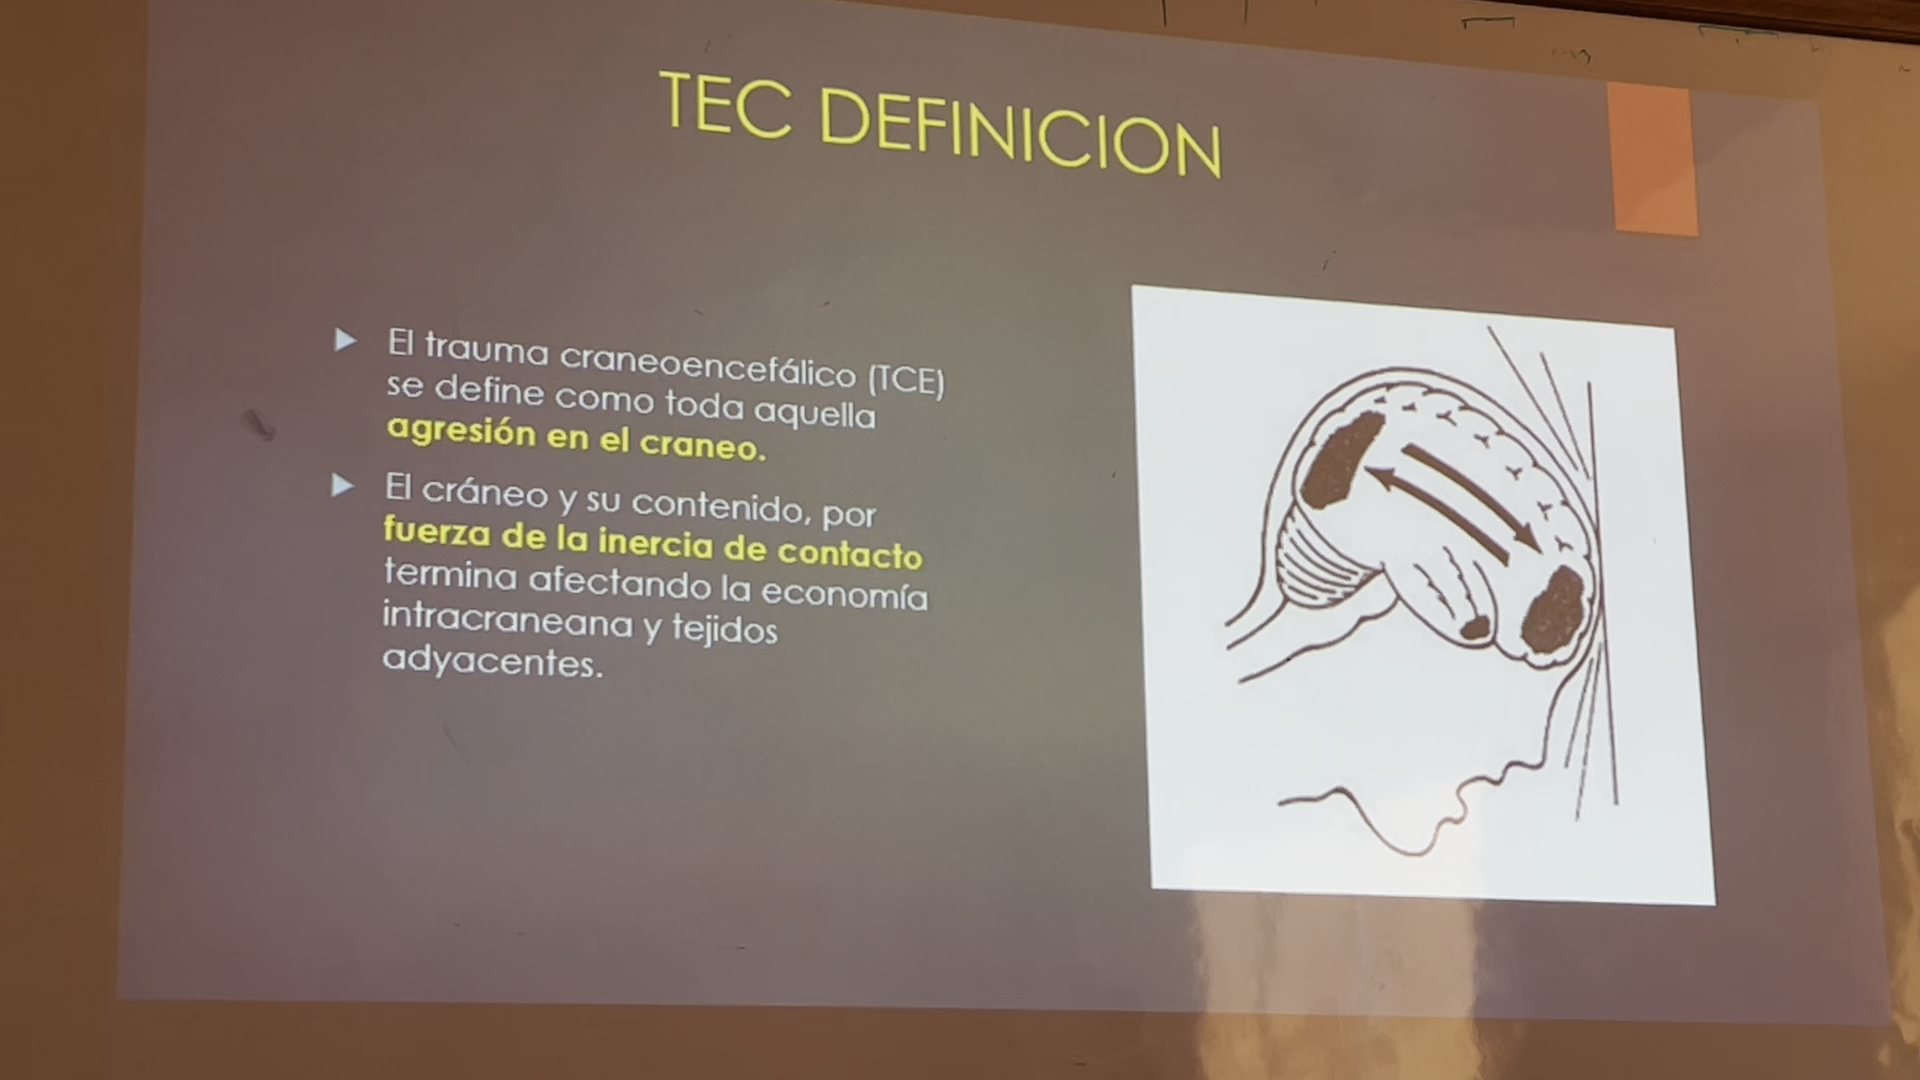 TEC DEFINICION
El trauma craneoencefálico (TCE)
se define como toda aquella
agresión en el craneo.
El cráneo y su contenido, por
fuerza de la inercia de contacto
termina afectando la economía
intracraneana y tejidos
adyacentes.